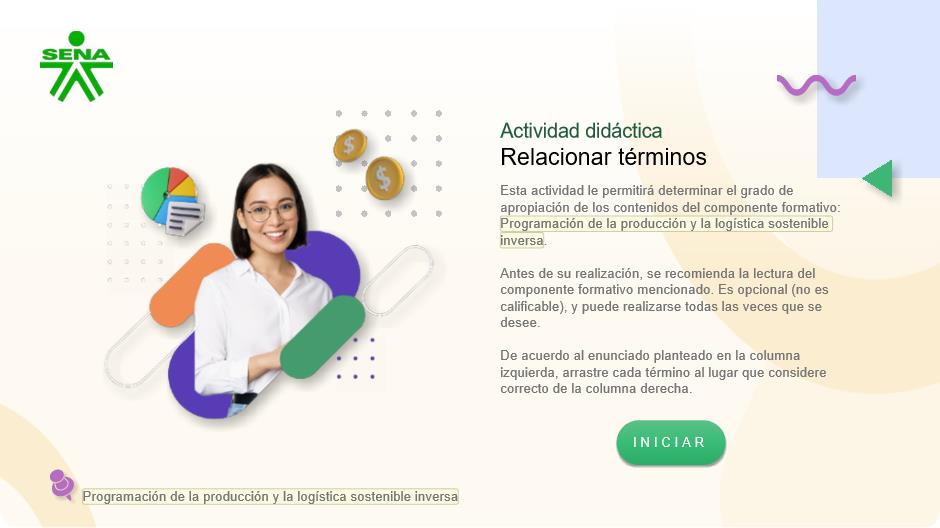 SENA
Actividad didáctica
Relacionar términos
Esta actividad le permitirá determinar el grado de
apropiación de los contenidos del componente formativo:
Programación de la producción y la logística sostenible
inversa.
Antes de su realización, se recomienda la lectura del
componente formativo mencionado. Es opcional (no es
calificable), y puede realizarse todas las veces que se
desee.
De acuerdo al enunciado planteado en la columna
izquierda, arrastre cada término al lugar que considere
correcto de la columna derecha.
INICIAR
Programación de la producción y la logística sostenible inversa